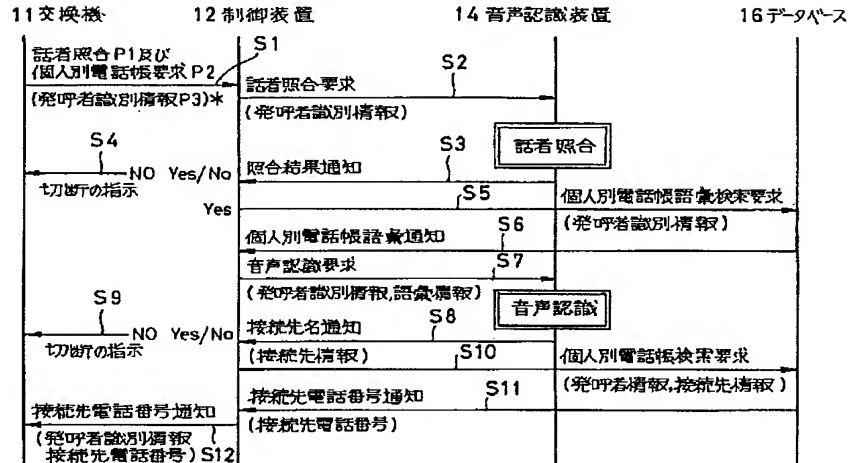 11 交換機
12 制御装置
14 音声認識装置
16 データベース
話者照合P1及び
個人別電話帳要求P2
S1
(発呼者識別情報P3)*
S2
話者照合要求
(発呼者識別情報)
話者照合
S4
NO Yes/No
切断の指示
S3
照合結果通知
Yes
S5
個人別電話帳語彙検索要求
(発呼者識別情報)
S6
個人別電話帳語彙通知
音声認識要求
S7
(発呼者識別情報,語彙情報)
音声認識
S9
NO Yes/No
切断の指示
S8
接続先名通知
(接続先情報)
S10
個人別電話帳検索要求
(発呼者情報,接続先情報)
S11
接続先電話番号通知
(接続先電話番号)
接続先電話番号通知
(発呼者識別情報
接続先電話番号)S12